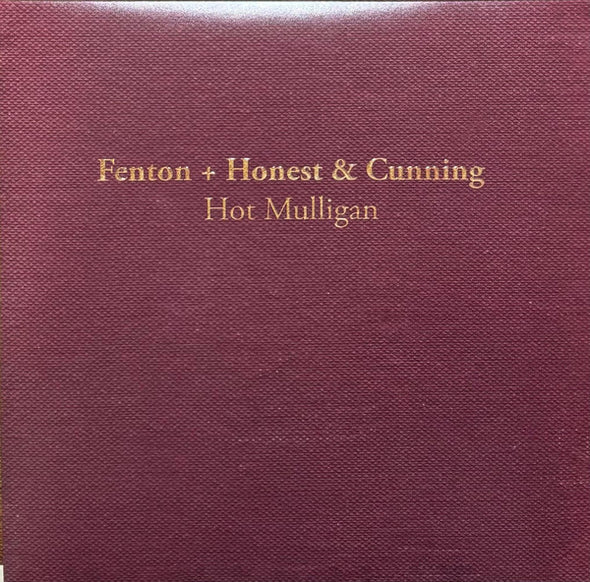 Fenton + Honest & Cunning
Hot Mulligan